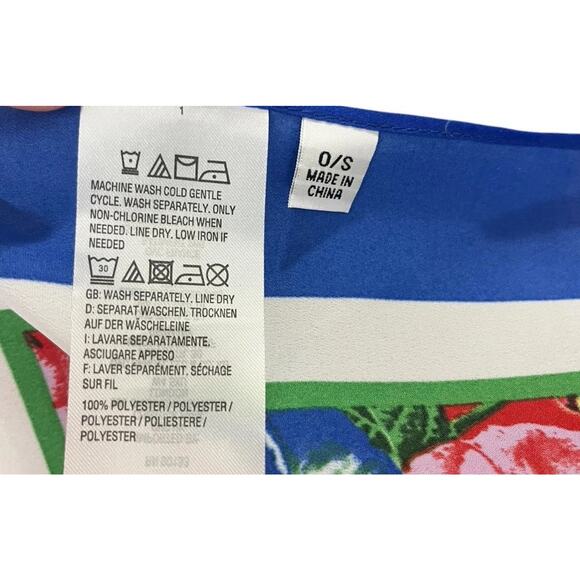 1
MACHINE WASH COLD GENTLE
CYCLE. WASH SEPARATELY. ONLY
NON-CHLORINE BLEACH WHEN
NEEDED. LINE DRY. LOW IRON IF
NEEDED
30
GB: WASH SEPARATELY. LINE DRY
D: SEPARAT WASCHEN. TROCKNEN
AUF DER WÄSCHELEINE
I: LAVARE SEPARATAMENTE.
ASCIUGARE APPESO
F: LAVER SÉPARÉMENT. SÉCHAGE
SUR FIL
100% POLYESTER / POLYESTER /
POLYESTER / POLIESTERE /
POLYESTER
O/S
MADE IN
CHINA